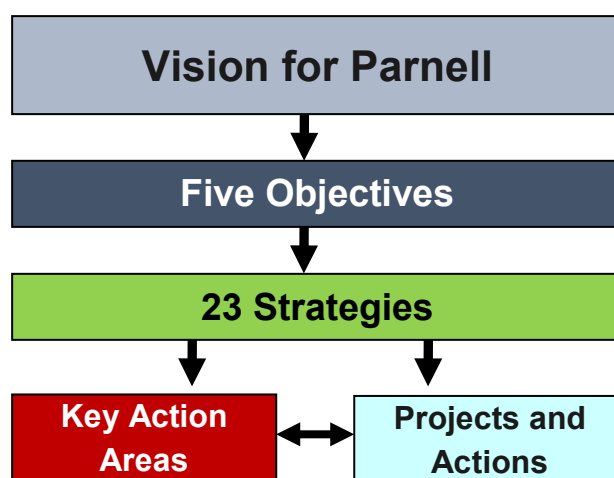 Vision for Parnell
Five Objectives
23 Strategies
Key Action
Areas
Projects and
Actions